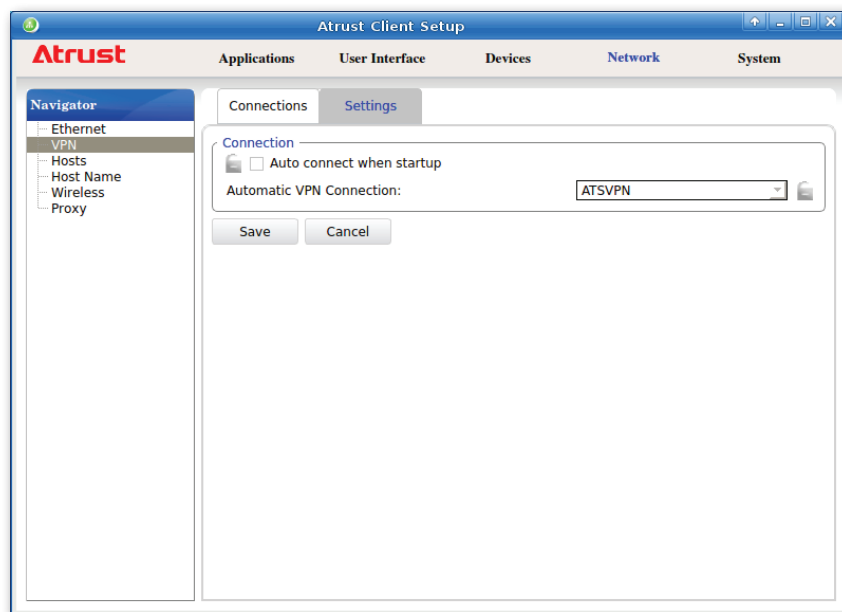 Atrust Client Setup
Atrust
Applications User Interface Devices Network System
Navigator
Ethernet
VPN
Hosts
Host Name
Wireless
Proxy
Connections Settings
Connection
Auto connect when startup
Automatic VPN Connection: ATSVPN
Save Cancel